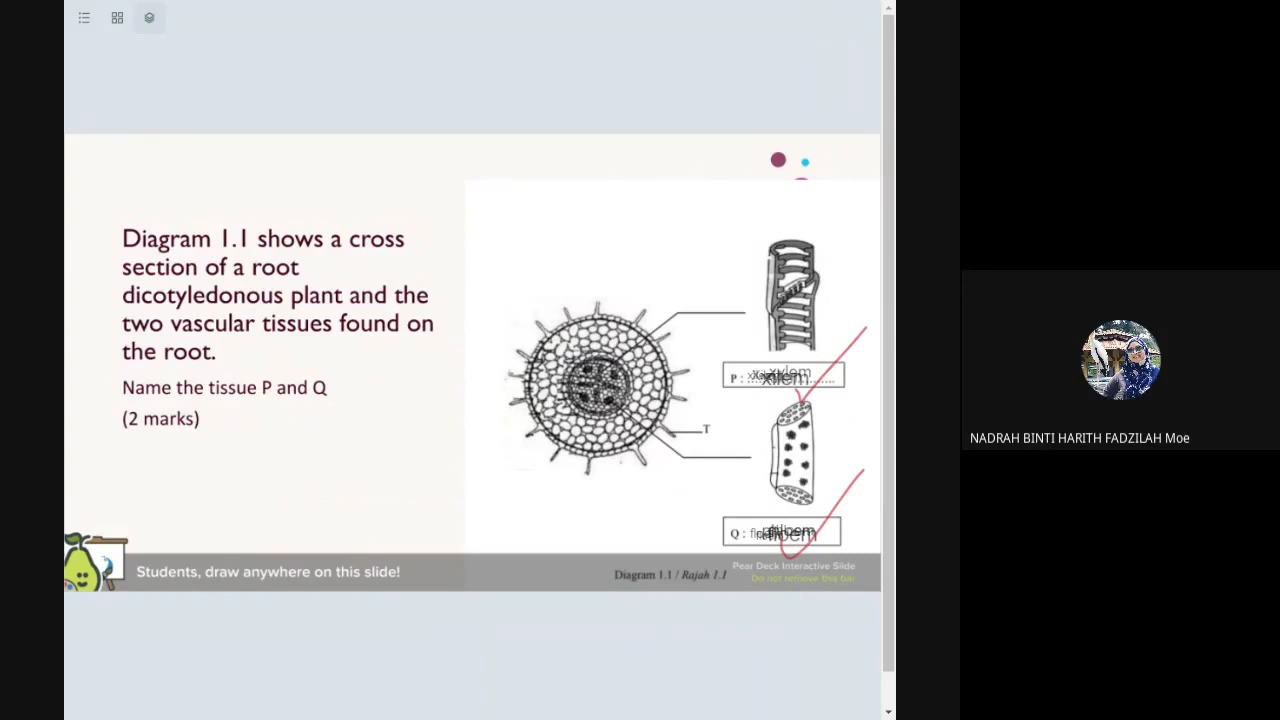 Diagram 1.1 shows a cross
section of a root
dicotyledonous plant and the
two vascular tissues found on
the root.
Name the tissue P and Q
(2 marks)
P : xylem
T
Q :
Diagram 1.1 / Rajah 1.1
Students, draw anywhere on this slide!
Pear Deck Interactive Slide
Do not remove this bar
NADRAH BINTI HARITH FADZILAH Moe